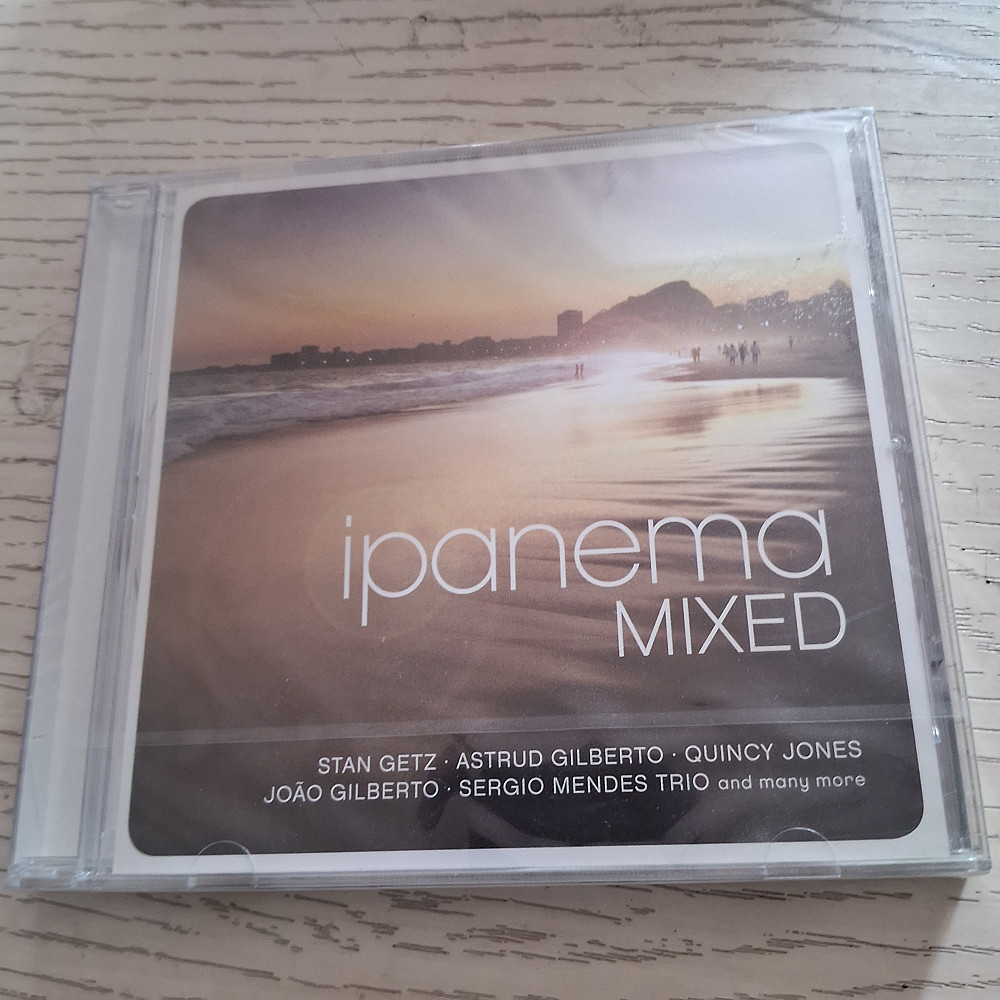 ipanema
MIXED
STAN GETZ · ASTRUD GILBERTO · QUINCY JONES
JOÃO GILBERTO · SERGIO MENDES TRIO and many more